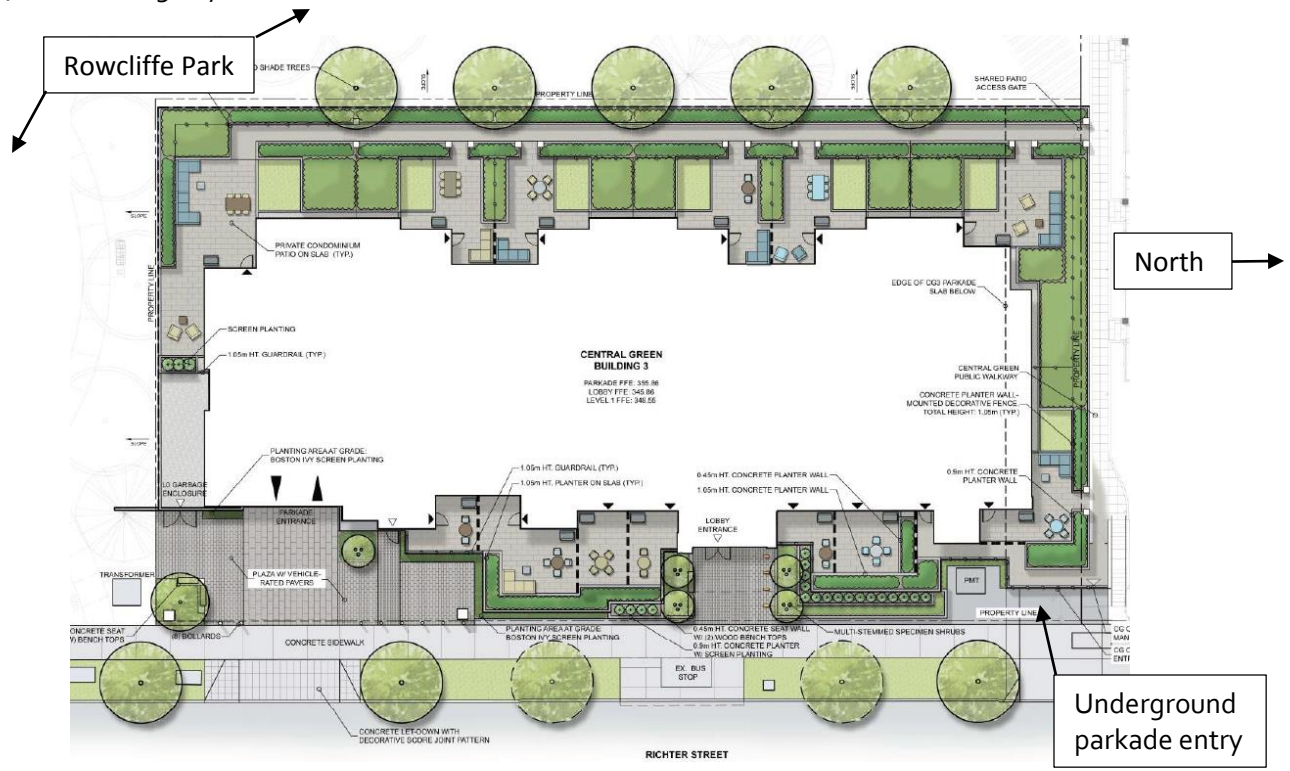 Rowcliffe Park
SHADE TREES
SLOPE
SLOPE
PROPERTY LINE
SHARED PATIO
ACCESS GATE
SLOPE
PRIVATE CONDOMINIUM
PATIO ON SLAB (TYP.)
North
EDGE OF CG3 PARKADE
SLAB BELOW
PROPERTY LINE
SCREEN PLANTING
1.05m HT. GUARDRAIL (TYP.)
CENTRAL GREEN
BUILDING 3
PARKADE FFE: 335.86
LOBBY FFE: 345.86
LEVEL 1 FFE: 348.55
CENTRAL GREEN
PUBLIC WALKWAY
PROPERTY LINE
CONCRETE PLANTER WALL-
MOUNTED DECORATIVE FENCE,
TOTAL HEIGHT: 1.05m (TYP.)
SLOPE
PLANTING AREA AT GRADE:
BOSTON IVY SCREEN PLANTING
1.05m HT. GUARDRAIL (TYP.)
1.05m HT. PLANTER ON SLAB (TYP.)
0.45m HT. CONCRETE PLANTER WALL
1.05m HT. CONCRETE PLANTER WALL
0.9m HT. CONCRETE
PLANTER WALL
GARBAGE
ENCLOSURE
PARKADE
ENTRANCE
LOBBY
ENTRANCE
TRANSFORMER
PLAZA W/ VEHICLE-
RATED PAVERS
PMT
PROPERTY LINE
CONCRETE SEAT
BENCH TOPS
(6) BOLLARDS
CONCRETE SIDEWALK
PLANTING AREA AT GRADE:
BOSTON IVY SCREEN PLANTING
0.45m HT. CONCRETE SEAT WALL
W/ (2) WOOD BENCH TOPS
0.9m HT. CONCRETE PLANTER
W/ SCREEN PLANTING
MULTI-STEMMED SPECIMEN SHRUBS
EX. BUS
STOP
CONCRETE LET-DOWN WITH
DECORATIVE SCORE JOINT PATTERN
RICHTER STREET
Underground
parkade entry